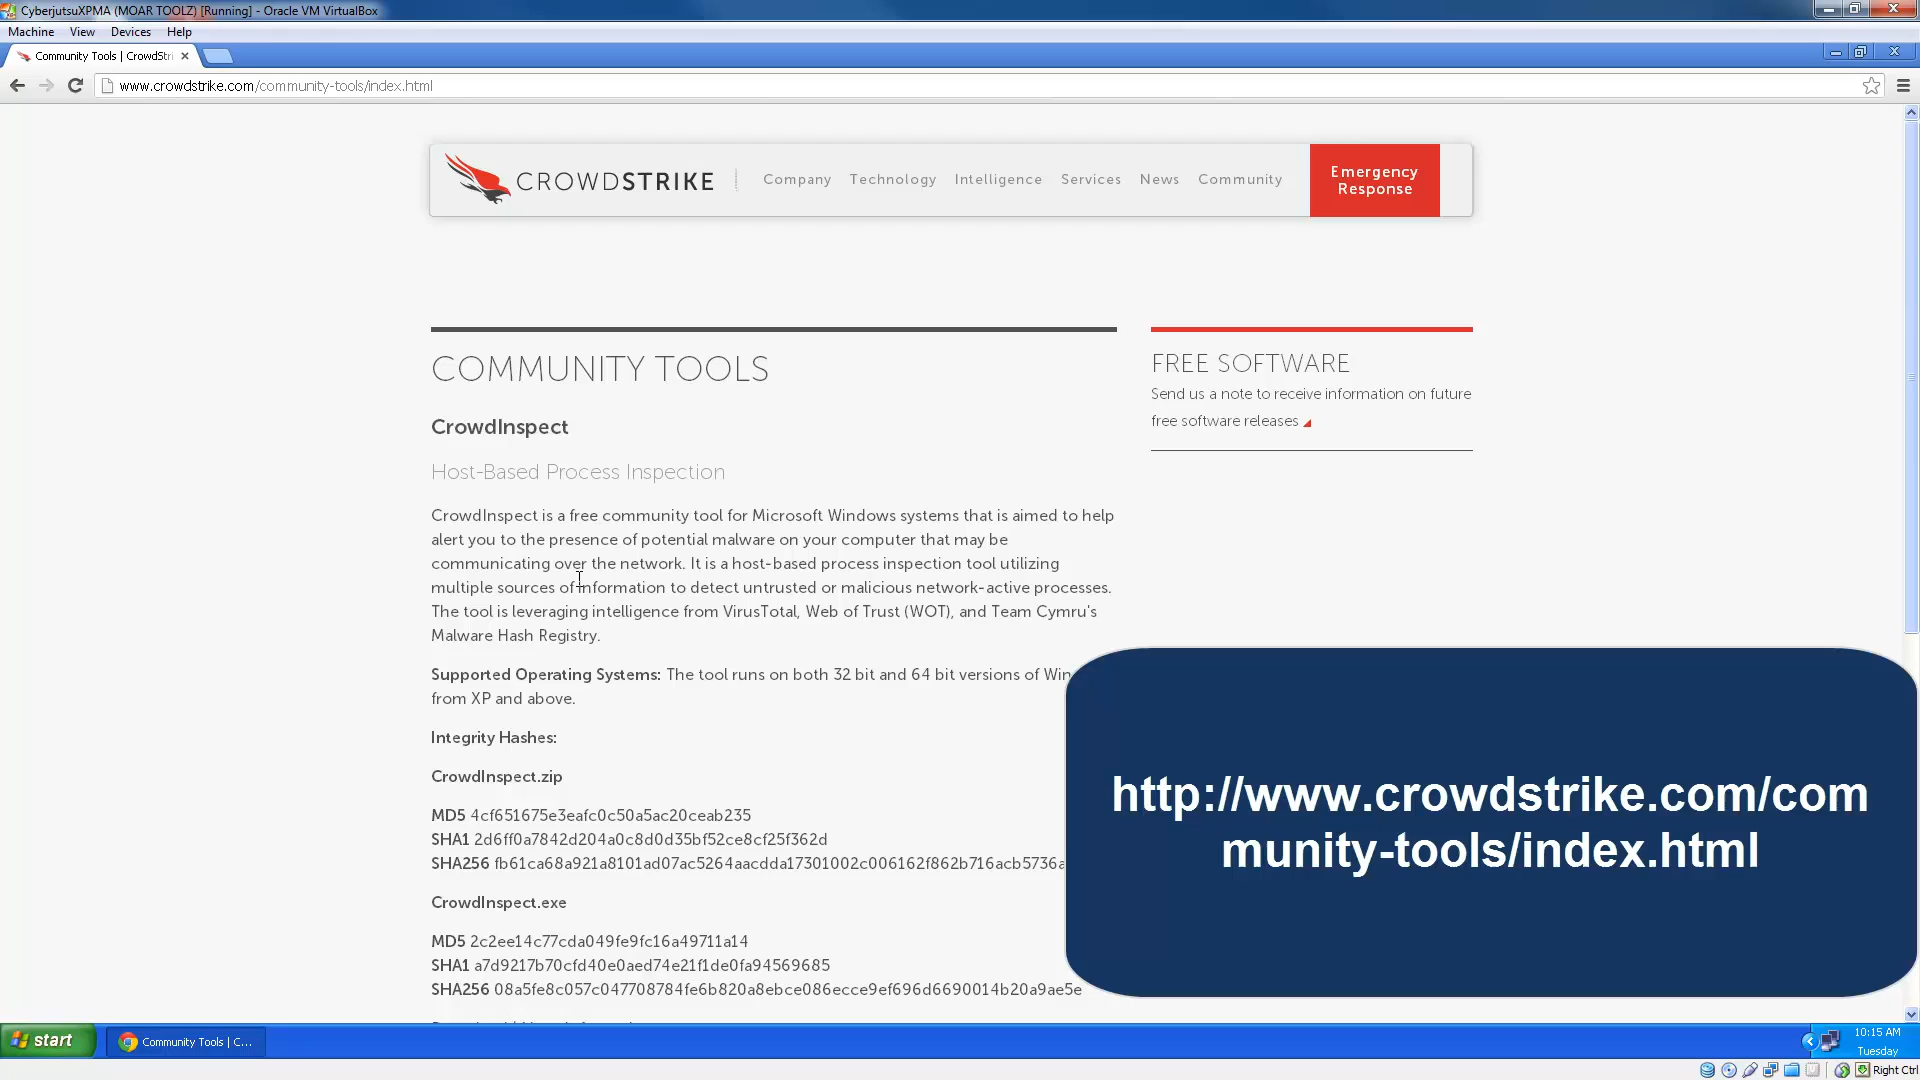 CyberjutsuXPMA (MOAR TOOLZ) [Running] - Oracle VM VirtualBox
Machine View Devices Help
Community Tools | CrowdStri
www.crowdstrike.com/community-tools/index.html
CROWDSTRIKE
Company Technology Intelligence Services News Community
Emergency
Response
COMMUNITY TOOLS
CrowdInspect
Host-Based Process Inspection
CrowdInspect is a free community tool for Microsoft Windows systems that is aimed to help
alert you to the presence of potential malware on your computer that may be
communicating over the network. It is a host-based process inspection tool utilizing
multiple sources of information to detect untrusted or malicious network-active processes.
The tool is leveraging intelligence from VirusTotal, Web of Trust (WOT), and Team Cymru's
Malware Hash Registry.
Supported Operating Systems: The tool runs on both 32 bit and 64 bit versions of Win
from XP and above.
Integrity Hashes:
CrowdInspect.zip
MD5 4cf651675e3eafc0c50a5ac20ceab235
SHA1 2d6ff0a7842d204a0c8d0d35bf52ce8cf25f362d
SHA256 fb61ca68a921a8101ad07ac5264aacdda17301002c006162f862b716acb5736a
CrowdInspect.exe
MD5 2c2ee14c77cda049fe9fc16a49711a14
SHA1 a7d9217b70cfd40e0aed74e21f1de0fa94569685
SHA256 08a5fe8c057c047708784fe6b820a8ebce086ecce9ef696d6690014b20a9ae5e
FREE SOFTWARE
Send us a note to receive information on future
free software releases
http://www.crowdstrike.com/com
munity-tools/index.html
start
Community Tools | C...
10:15 AM
Tuesday
Right Ctrl